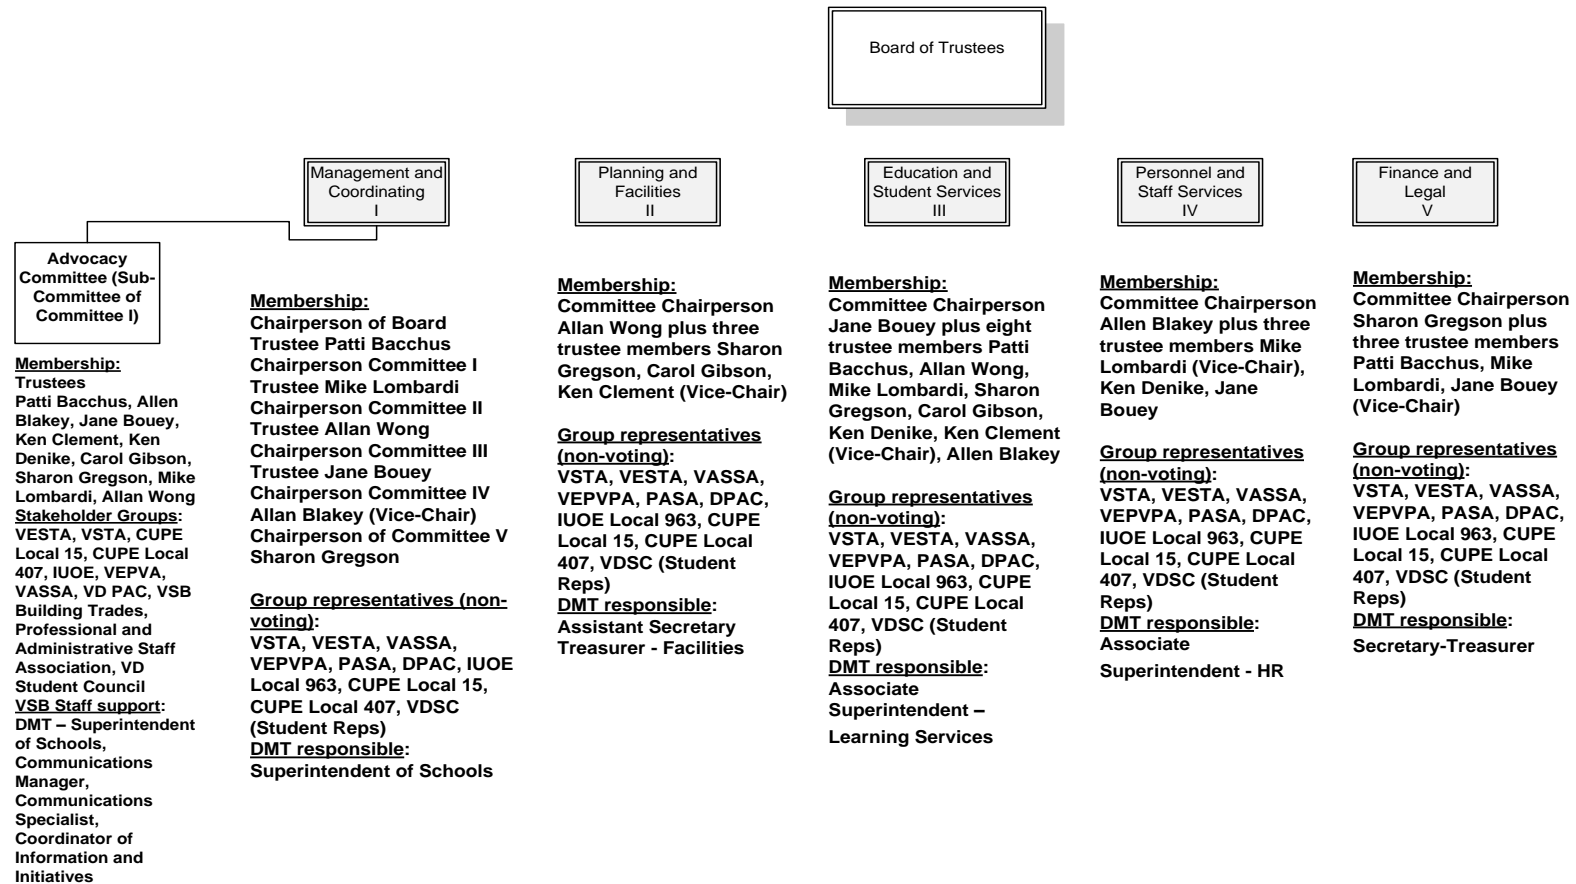 Board of Trustees
Management and
Coordinating
I
Planning and
Facilities
II
Education and
Student Services
III
Personnel and
Staff Services
IV
Finance and
Legal
V
Advocacy
Committee (Sub-
Committee of
Committee I)
Membership:
Trustees
Patti Bacchus, Allen
Blakey, Jane Bouey,
Ken Clement, Ken
Denike, Carol Gibson,
Sharon Gregson, Mike
Lombardi, Allan Wong
Stakeholder Groups:
VESTA, VSTA, CUPE
Local 15, CUPE Local
407, IUOE, VEPVA,
VASSA, VD PAC, VSB
Building Trades,
Professional and
Administrative Staff
Association, VD
Student Council
VSB Staff support:
DMT – Superintendent
of Schools,
Communications
Manager,
Communications
Specialist,
Coordinator of
Information and
Initiatives
Membership:
Chairperson of Board
Trustee Patti Bacchus
Chairperson Committee I
Trustee Mike Lombardi
Chairperson Committee II
Trustee Allan Wong
Chairperson Committee III
Trustee Jane Bouey
Chairperson Committee IV
Allan Blakey (Vice-Chair)
Chairperson of Committee V
Sharon Gregson
Group representatives (non-
voting):
VSTA, VESTA, VASSA,
VEPVPA, PASA, DPAC, IUOE
Local 963, CUPE Local 15,
CUPE Local 407, VDSC
(Student Reps)
DMT responsible:
Superintendent of Schools
Membership:
Committee Chairperson
Allan Wong plus three
trustee members Sharon
Gregson, Carol Gibson,
Ken Clement (Vice-Chair)
Group representatives
(non-voting):
VSTA, VESTA, VASSA,
VEPVPA, PASA, DPAC,
IUOE Local 963, CUPE
Local 15, CUPE Local
407, VDSC (Student
Reps)
DMT responsible:
Assistant Secretary
Treasurer - Facilities
Membership:
Committee Chairperson
Jane Bouey plus eight
trustee members Patti
Bacchus, Allan Wong,
Mike Lombardi, Sharon
Gregson, Carol Gibson,
Ken Denike, Ken Clement
(Vice-Chair), Allen Blakey
Group representatives
(non-voting):
VSTA, VESTA, VASSA,
VEPVPA, PASA, DPAC,
IUOE Local 963, CUPE
Local 15, CUPE Local
407, VDSC (Student
Reps)
DMT responsible:
Associate
Superintendent –
Learning Services
Membership:
Committee Chairperson
Allen Blakey plus three
trustee members Mike
Lombardi (Vice-Chair),
Ken Denike, Jane
Bouey
Group representatives
(non-voting):
VSTA, VESTA, VASSA,
VEPVPA, PASA, DPAC,
IUOE Local 963, CUPE
Local 15, CUPE Local
407, VDSC (Student
Reps)
DMT responsible:
Associate
Superintendent - HR
Membership:
Committee Chairperson
Sharon Gregson plus
three trustee members
Patti Bacchus, Mike
Lombardi, Jane Bouey
(Vice-Chair)
Group representatives
(non-voting):
VSTA, VESTA, VASSA,
VEPVPA, PASA, DPAC,
IUOE Local 963, CUPE
Local 15, CUPE Local
407, VDSC (Student
Reps)
DMT responsible:
Secretary-Treasurer